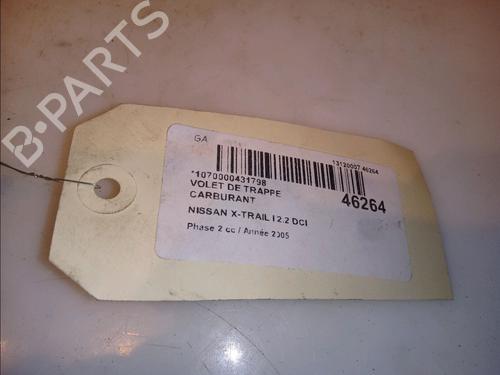 B-PARTS
GA
13120007 46264
*1070000431798
VOLET DE TRAPPE
CARBURANT
46264
NISSAN X-TRAIL I 2.2 DCI
Phase 2 cc / Année 2005